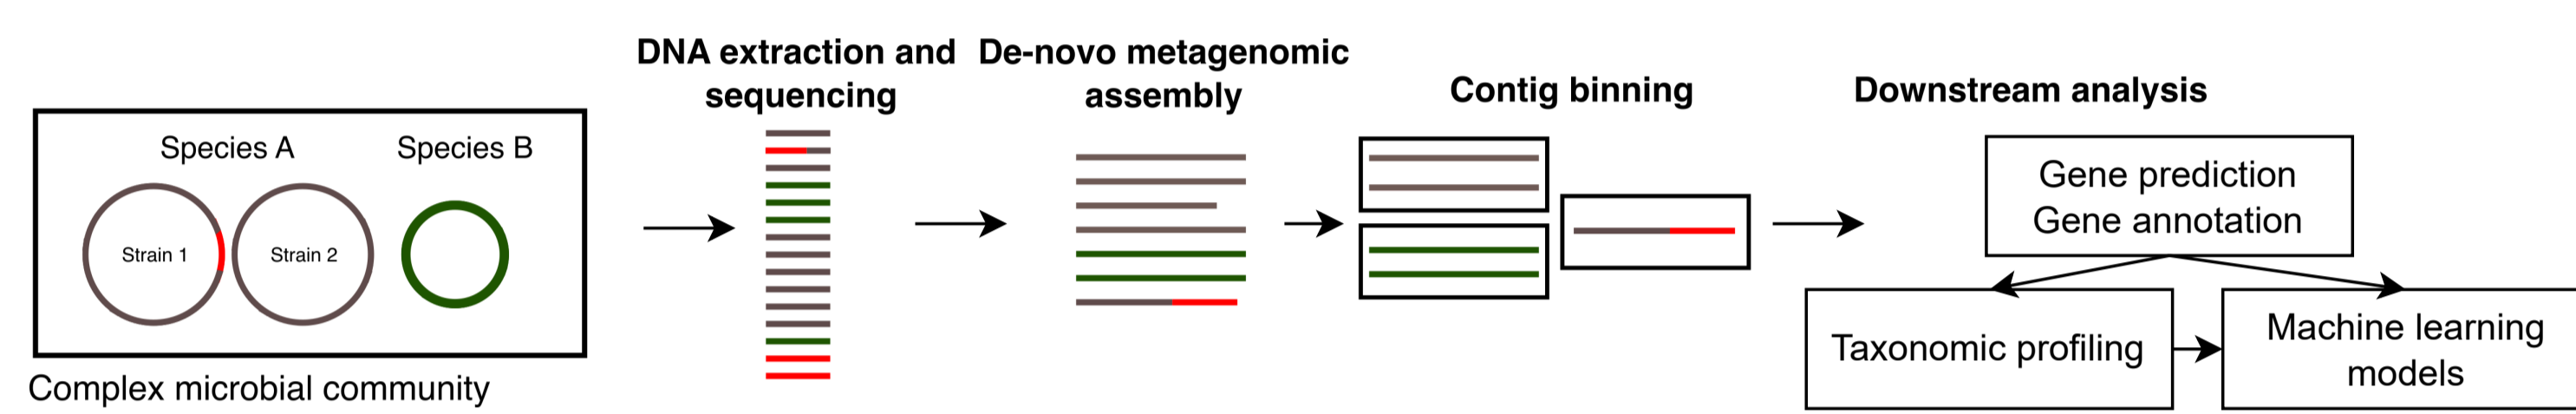 DNA extraction and
sequencing
De-novo metagenomic
assembly
Contig binning
Downstream analysis
Species A
Species B
Strain 1
Strain 2
Complex microbial community
Gene prediction
Gene annotation
Taxonomic profiling
Machine learning
models